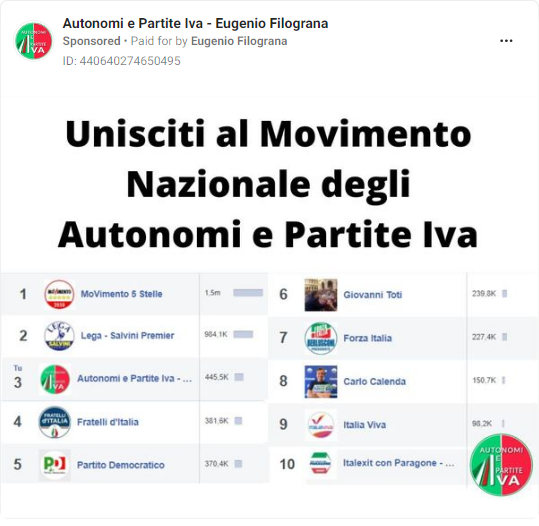 Autonomi e Partite Iva - Eugenio Filograna
Sponsored • Paid for by Eugenio Filograna
ID: 440640274650495
Unisciti al Movimento
Nazionale degli
Autonomi e Partite Iva
1 MoVimento 5 Stelle 1,5m
2 Lega - Salvini Premier 984,1K
Tu
3 Autonomi e Partite Iva - ... 445,5K
4 Fratelli d'Italia 381,6K
5 Partito Democratico 370,4K
6 Giovanni Toti 239,8K
7 Forza Italia 227,4K
8 Carlo Calenda 150,7K
9 Italia Viva 98,2K
10 Italexit con Paragone - ...
AUTONOMI
E
PARTITE
IVA